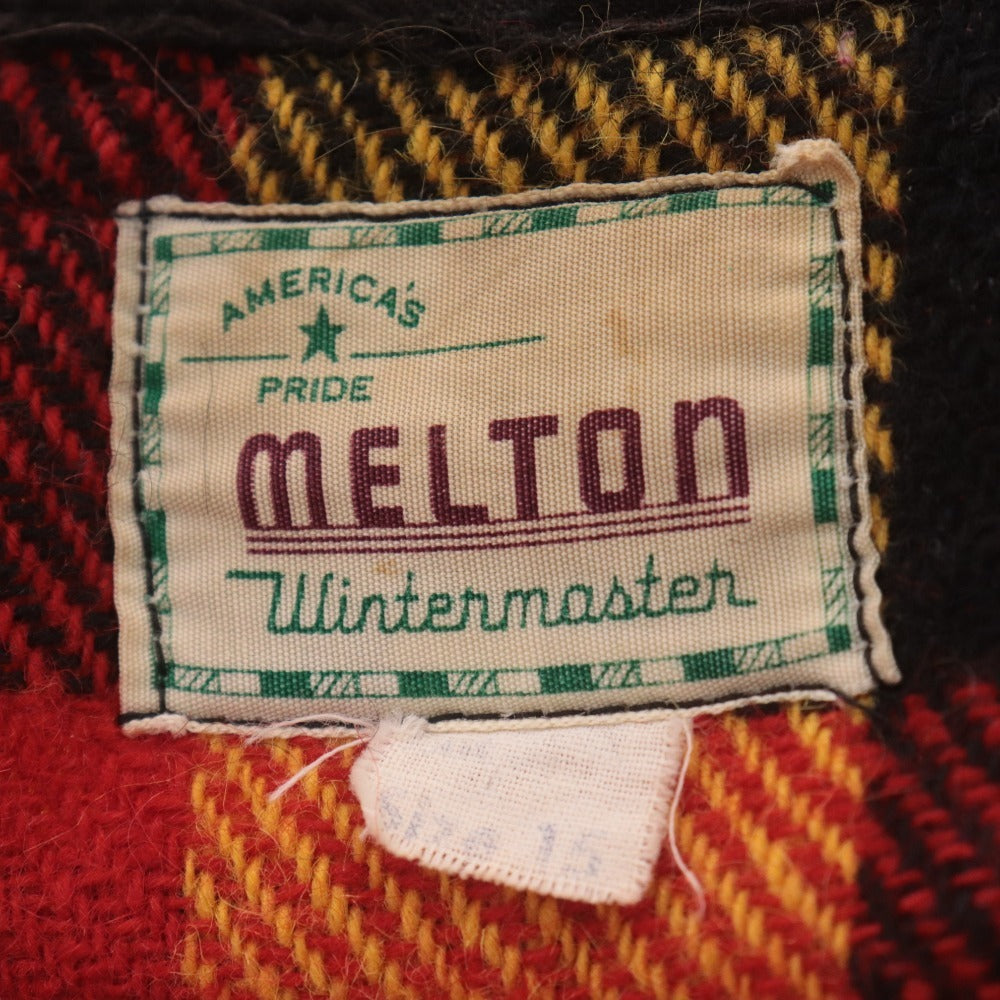 AMERICA'S
PRIDE
MELTON
Wintermaster
Size 15